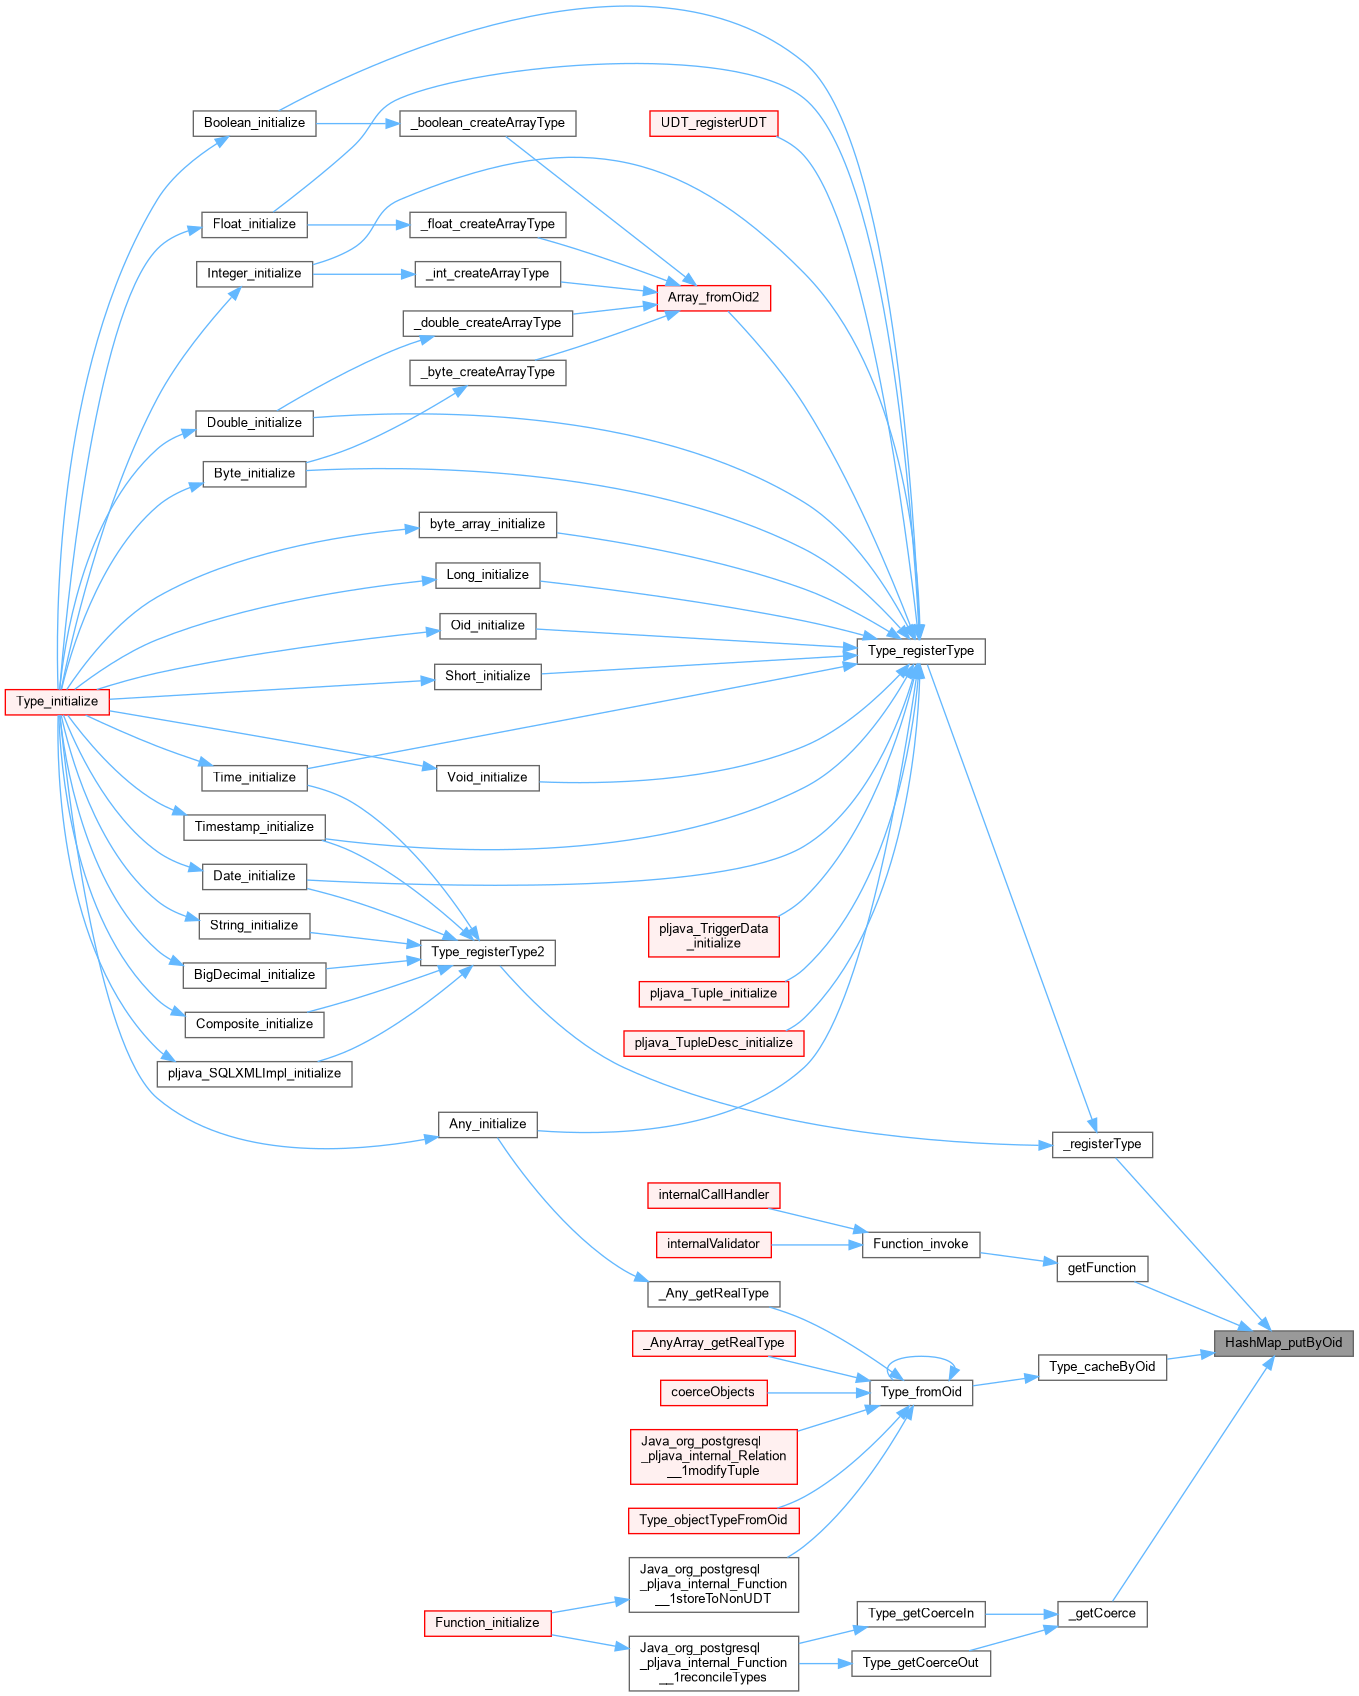 Boolean_initialize
_boolean_createArrayType
UDT_registerUDT
Float_initialize
_float_createArrayType
Integer_initialize
_int_createArrayType
Array_fromOid2
_double_createArrayType
_byte_createArrayType
Double_initialize
Byte_initialize
byte_array_initialize
Long_initialize
Oid_initialize
Type_registerType
Short_initialize
Type_initialize
Time_initialize
Void_initialize
Timestamp_initialize
Date_initialize
String_initialize
pljava_TriggerData
_initialize
Type_registerType2
BigDecimal_initialize
pljava_Tuple_initialize
Composite_initialize
pljava_TupleDesc_initialize
pljava_SQLXMLImpl_initialize
Any_initialize
_registerType
internalCallHandler
internalValidator
Function_invoke
getFunction
_Any_getRealType
_AnyArray_getRealType
HashMap_putByOid
Type_cacheByOid
coerceObjects
Type_fromOid
Java_org_postgresql
_pljava_internal_Relation
__1modifyTuple
Type_objectTypeFromOid
Java_org_postgresql
_pljava_internal_Function
__1storeToNonUDT
Function_initialize
Type_getCoerceIn
_getCoerce
Java_org_postgresql
_pljava_internal_Function
__1reconcileTypes
Type_getCoerceOut